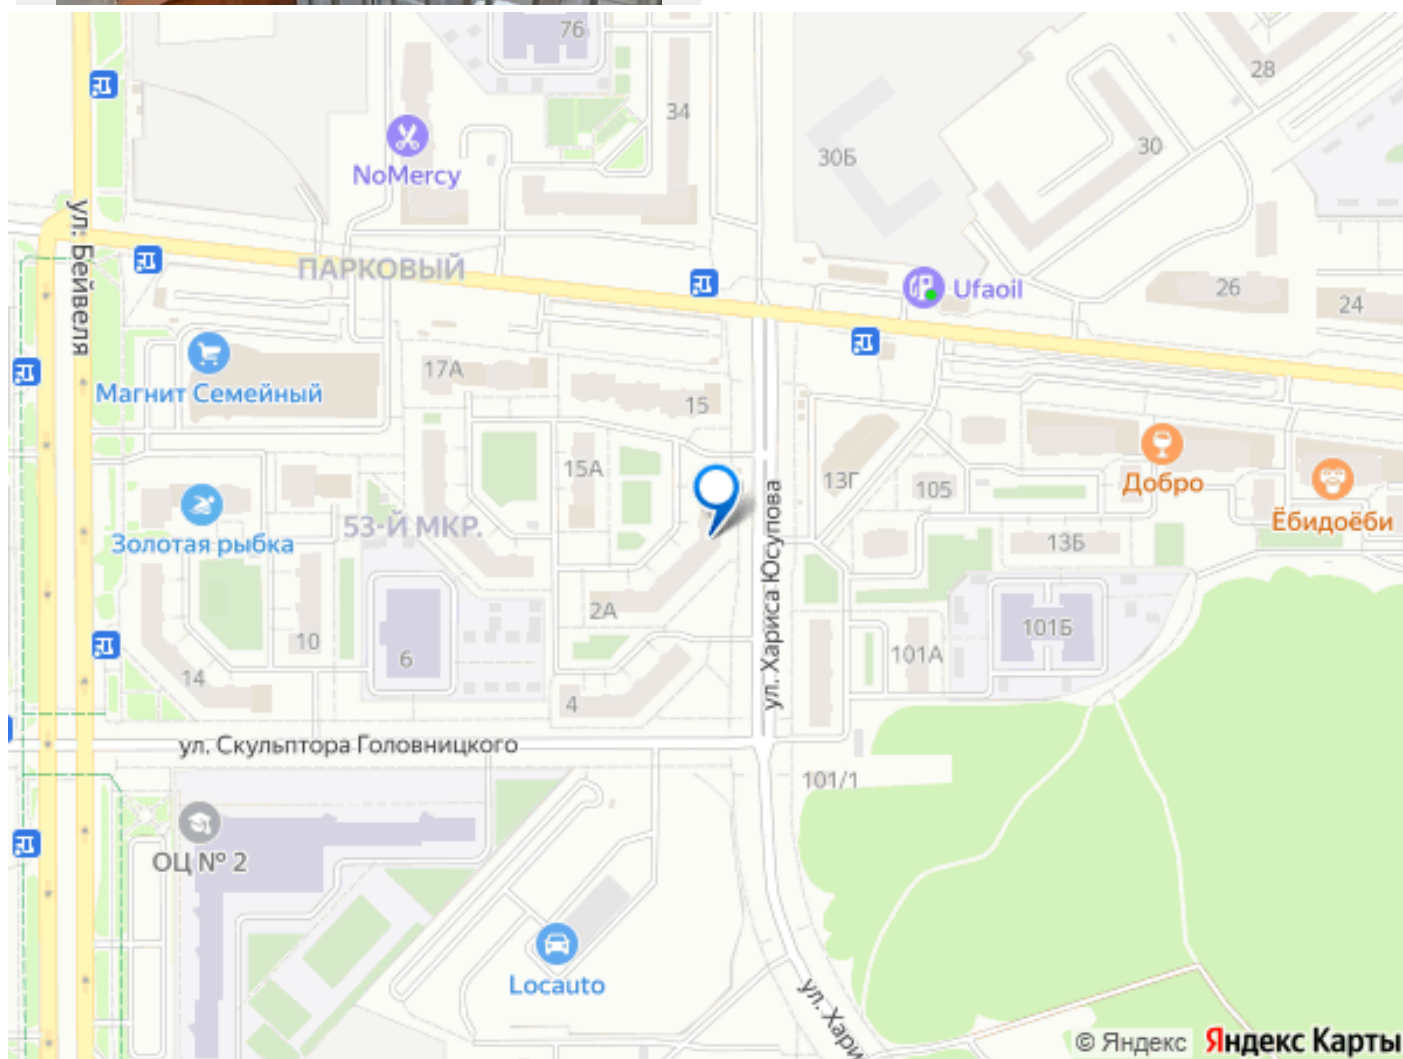 76
34
28
30Б
30
NoMercy
ул. Бейвеля
ПАРКОВЫЙ
Ufaoil
26
24
17А
Магнит Семейный
15
15А
13Г
105
Добро
Ёбидоёби
Золотая рыбка
53-Й МКР.
13Б
ул. Хариса Юсупова
2А
10
6
101Б
101А
14
4
ул. Скульптора Головницкого
101/1
ОЦ № 2
Locauto
ул. Хари
© Яндекс Яндекс Карты